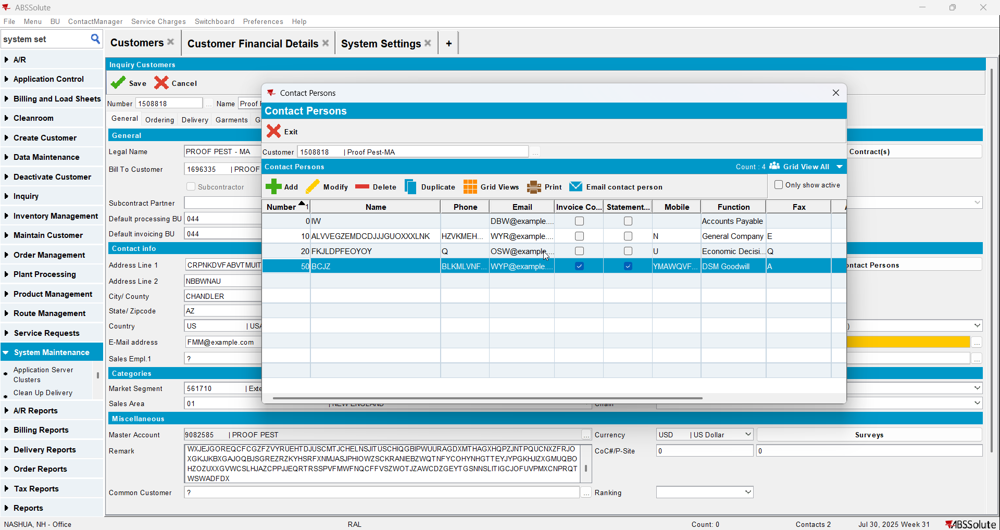 ABSSolute
File Menu BU ContactManager Service Charges Switchboard Preferences Help
system set
Customers
Customer Financial Details
System Settings
+
A/R
Application Control
Billing and Load Sheets
Cleanroom
Create Customer
Data Maintenance
Deactivate Customer
Inquiry
Inventory Management
Maintain Customer
Order Management
Plant Processing
Product Management
Route Management
Service Requests
System Maintenance
Application Server
Clusters
Clean Up Delivery
A/R Reports
Billing Reports
Delivery Reports
Order Reports
Tax Reports
Reports
Inquiry Customers
Save Cancel
Number 1508818 ... Name Proof
General Ordering Delivery Garments G
General
Legal Name PROOF PEST - MA
Contract(s)
Bill To Customer 1696335 | PROOF
Subcontractor
Subcontract Partner
Default processing BU 044
Default invoicing BU 044
Contact info
Address Line 1 CRPNKDVFABVTMUIT
ontact Persons
Address Line 2 NBBWNAU
City/ County CHANDLER
State/ Zipcode AZ
Country US | USA
)
E-Mail address FMM@example.com
...
Sales Empl.1 ?
...
Categories
Market Segment 561710 | Exte
Sales Area 01 | NEW ENGLAND Chain
Miscellaneous
Master Account 9082585 | PROOF PEST ... Currency USD | US Dollar Surveys
Remark
WXJEJGOREQCFCGZFZVYRUEHTDJUSCMTJCHELNSJITUSCHIQGBIPWUURAGDXMTHAGXHQPZJNTPQUCNXZFRJO
XGKJJKBXGAJOQBJSGREZRZKYHSRFXNMJASJPHIOWZSCKRANIEBZWQTNFYCOHYNHGTTEYJYPGKHJIZXGMUQBO
HZOZUXXGVWCSLHJAZCPPJJEQRTRSSPVFMWFNQCFFVSZWOTJZAWCDZGEYTGSNNSLITIGCJOFUVPMXCNPRQT
WSWADFDX
CoC#/P-Site 0 0
Common Customer ? ... Ranking
Contact Persons
Contact Persons
Exit
Customer 1508818 | Proof Pest-MA ...
Contact Persons Count : 4 Grid View All
Add Modify Delete Duplicate Grid Views Print Email contact person Only show active
Number 1 Name Phone Email Invoice Co... Statement... Mobile Function Fax
0 IW DBW@example.... Accounts Payable
10 ALVVEGZEMDCDJJJGUOXXXLNK HZVKMEH... WYR@example.... N General Company E
20 FKJLDPFEOYOY Q OSW@example.... U Economic Decisi... Q
50 BCJZ BLKMLVNF... WYP@example.... YMAWQVF... DSM Goodwill A
NASHUA, NH - Office RAL Count: 0 Contacts 2 Jul 30, 2025 Week 31 ABSSolute